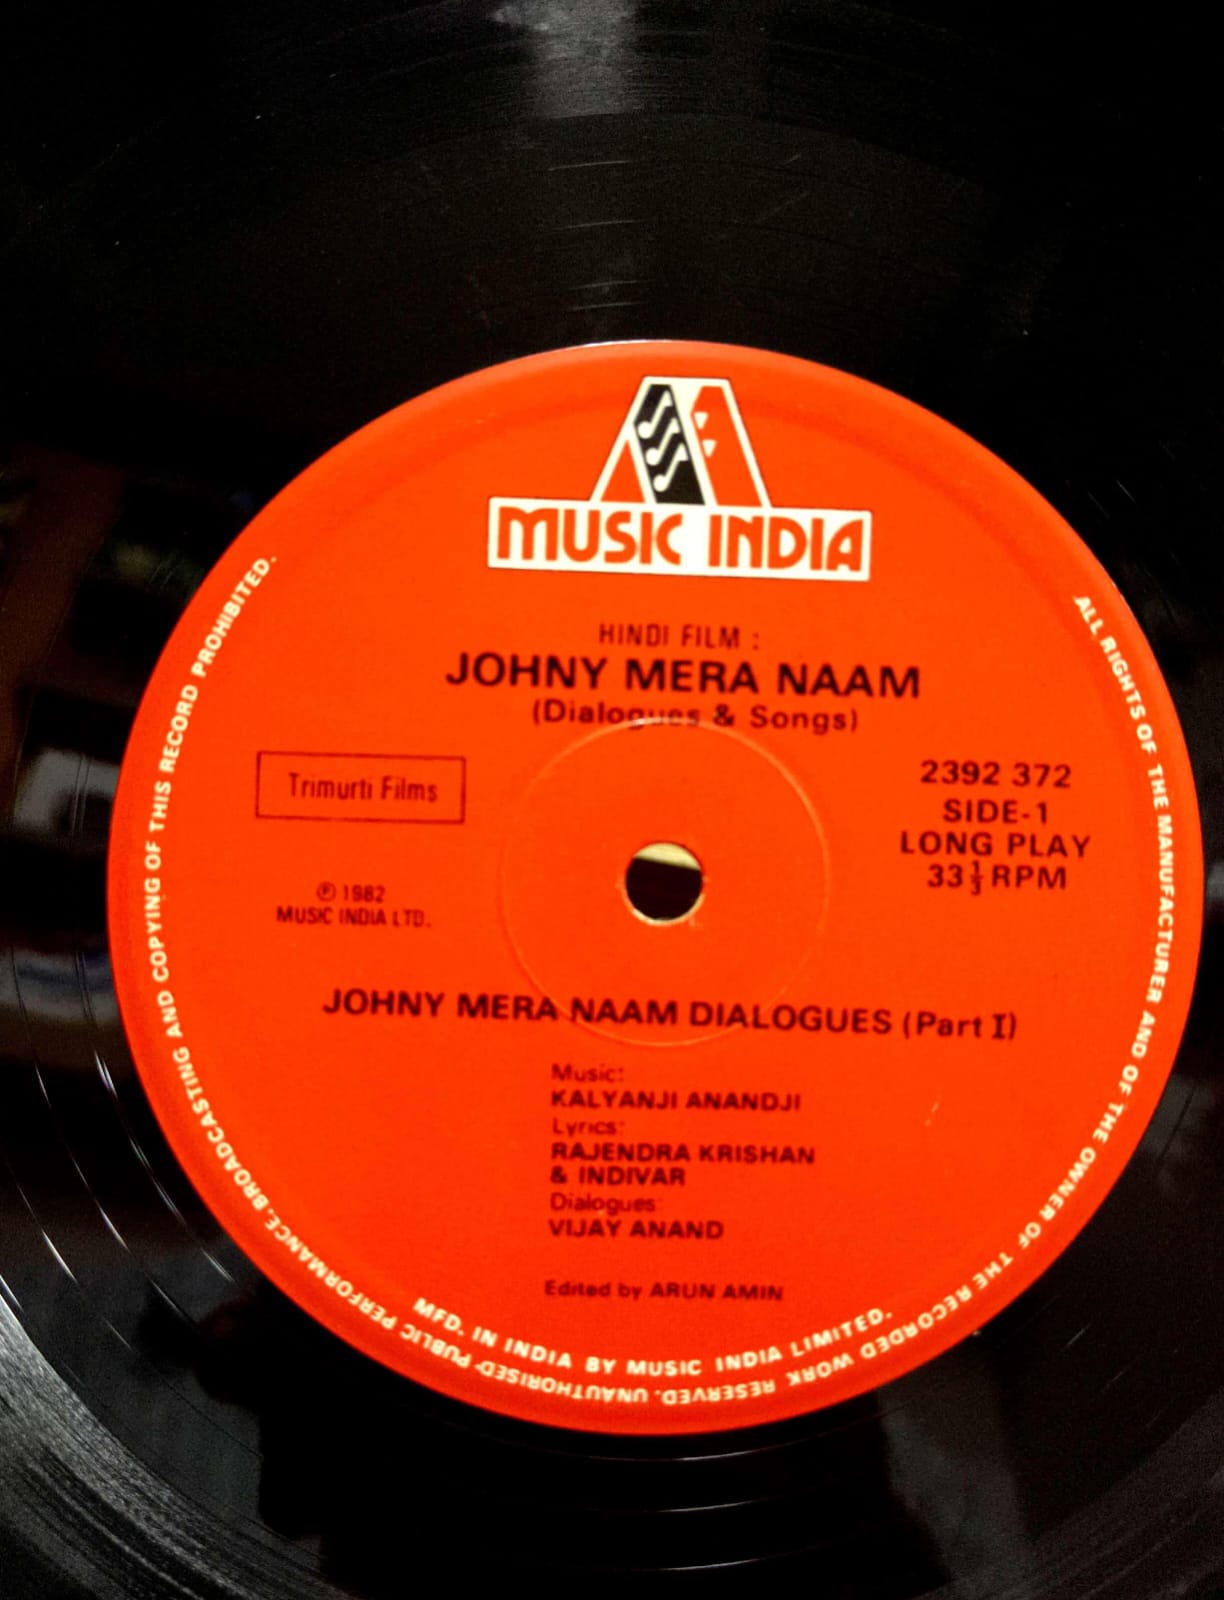 MUSIC INDIA
HINDI FILM :
JOHNY MERA NAAM
(Dialogues & Songs)
Trimurti Films
℗ 1982
MUSIC INDIA LTD.
2392 372
SIDE-1
LONG PLAY
33⅓ RPM
JOHNY MERA NAAM DIALOGUES (Part I)
Music:
KALYANJI ANANDJI
Lyrics:
RAJENDRA KRISHAN
& INDIVAR
Dialogues:
VIJAY ANAND
Edited by ARUN AMIN
MFD. IN INDIA BY MUSIC INDIA LIMITED.
ALL RIGHTS OF THE MANUFACTURER AND OF THE OWNER OF THE RECORDED WORK RESERVED. UNAUTHORISED PUBLIC PERFORMANCE, BROADCASTING AND COPYING OF THIS RECORD PROHIBITED.